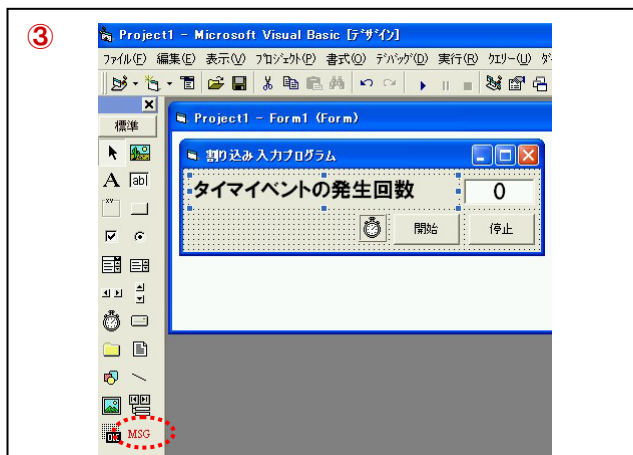 ③
Project1 - Microsoft Visual Basic [ﾃﾞｻﾞｲﾝ]
ﾌｧｲﾙ(F) 編集(E) 表示(V) ﾌﾟﾛｼﾞｪｸﾄ(P) 書式(O) ﾃﾞﾊﾞｯｸﾞ(D) 実行(R) ｸｴﾘｰ(U)
標準
Project1 - Form1 (Form)
割り込み入力ﾌﾟﾛｸﾞﾗﾑ
タイマイベントの発生回数 0
開始 停止
A ab
xv
MSG